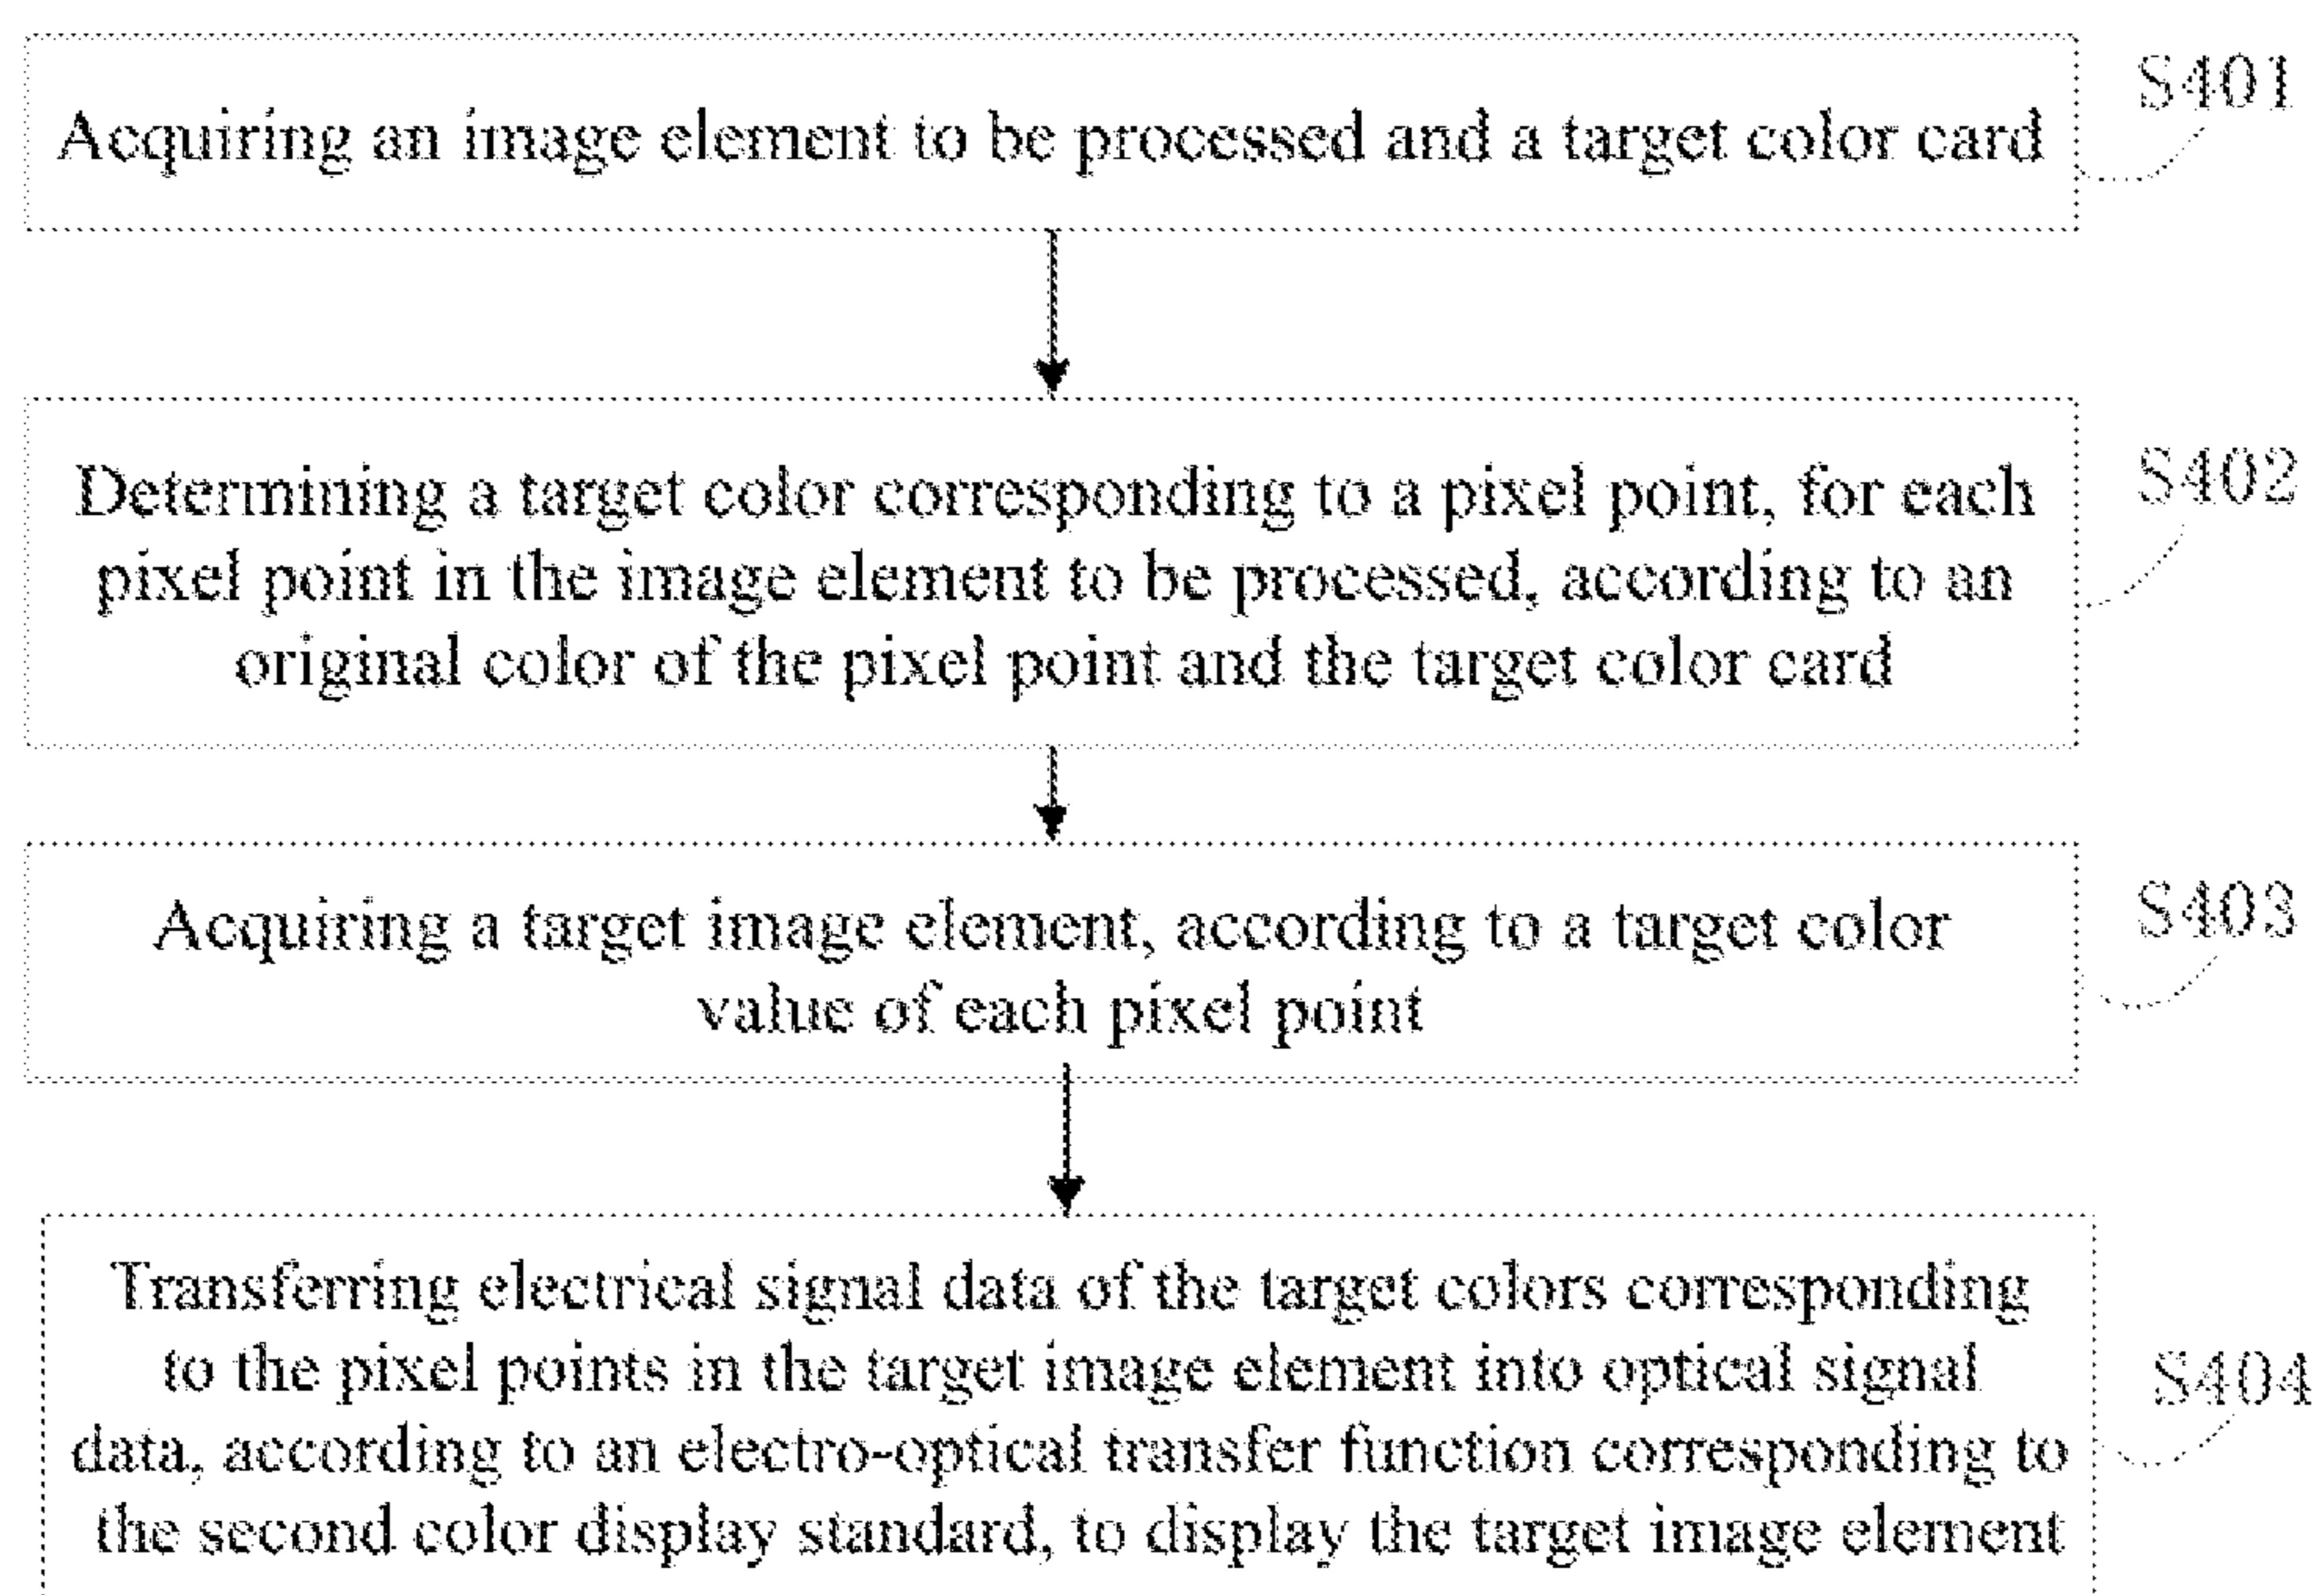 S401
Acquiring an image element to be processed and a target color card
S402
Determining a target color corresponding to a pixel point, for each
pixel point in the image element to be processed, according to an
original color of the pixel point and the target color card
S403
Acquiring a target image element, according to a target color
value of each pixel point
Transferring electrical signal data of the target colors corresponding
to the pixel points in the target image element into optical signal
S404
data, according to an electro-optical transfer function corresponding to
the second color display standard, to display the target image element